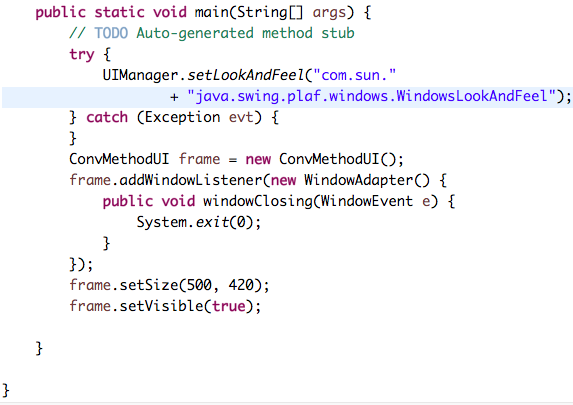 public static void main(String[] args) {
// TODO Auto-generated method stub
try {
UIManager.setLookAndFeel("com.sun."
+ "java.swing.plaf.windows.WindowsLookAndFeel");
} catch (Exception evt) {
}
ConvMethodUI frame = new ConvMethodUI();
frame.addWindowListener(new WindowAdapter() {
public void windowClosing(WindowEvent e) {
System.exit(0);
}
});
frame.setSize(500, 420);
frame.setVisible(true);
}
}